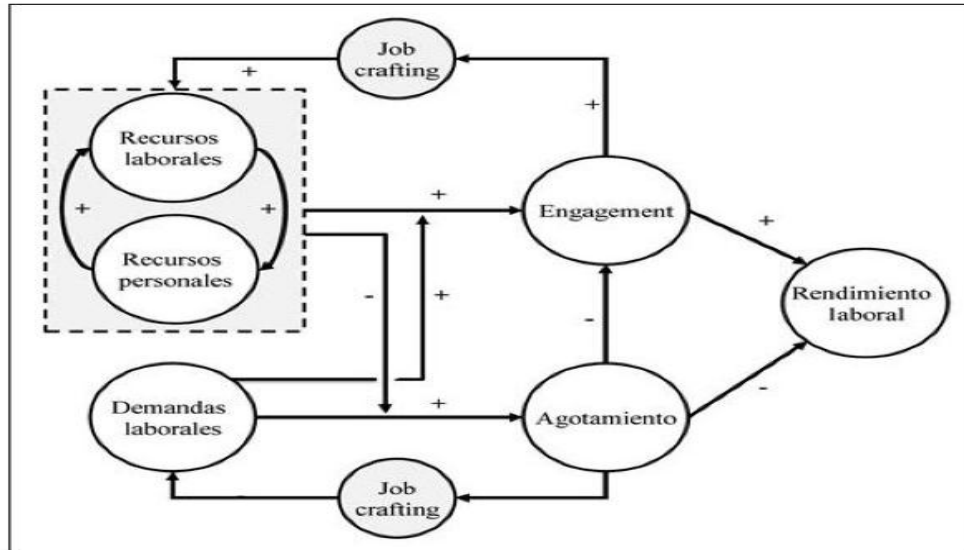 Job
crafting
+
+
Recursos
laborales
+
+
Recursos
personales
+
Engagement
+
-
+
-
Rendimiento
laboral
Demandas
laborales
+
Agotamiento
-
Job
crafting